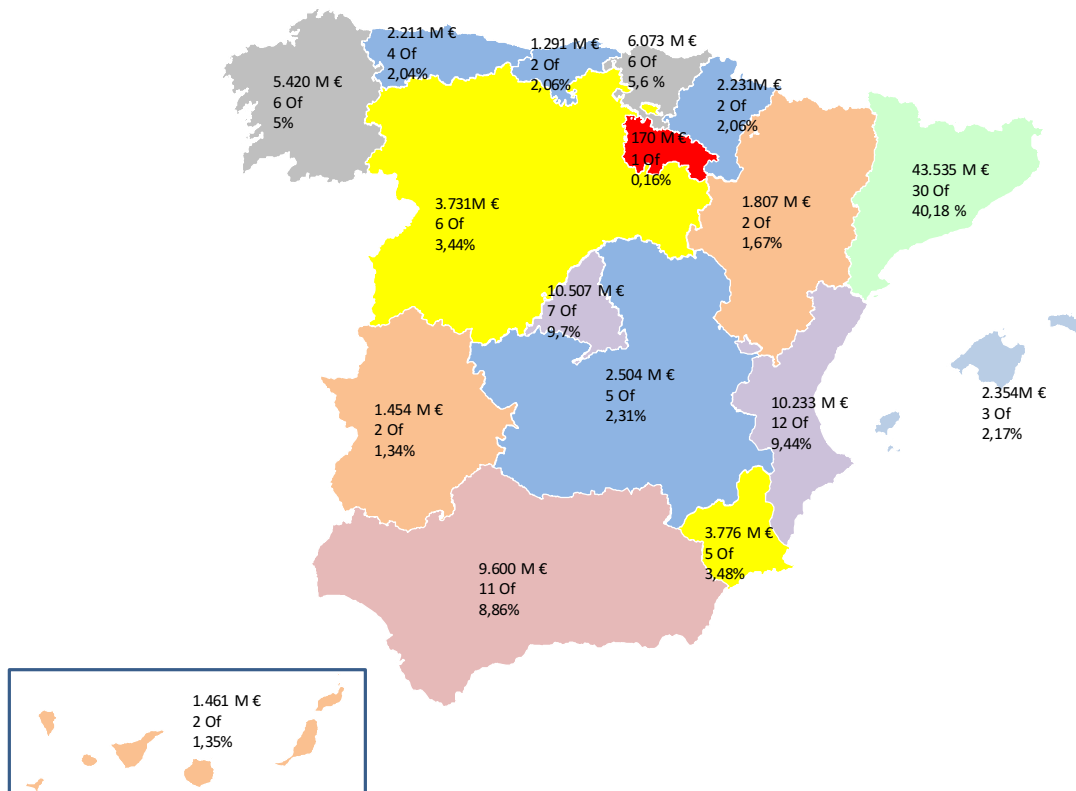 2.211 M €
4 Of
2,04%
1.291 M €
2 Of
2,06%
6.073 M €
6 Of
5,6 %
5.420 M €
6 Of
5%
2.231M €
2 Of
2,06%
170 M €
1 Of
0,16%
43.535 M €
30 Of
40,18 %
3.731M €
6 Of
3,44%
1.807 M €
2 Of
1,67%
10.507 M €
7 Of
9,7%
2.504 M €
5 Of
2,31%
2.354M €
3 Of
2,17%
1.454 M €
2 Of
1,34%
10.233 M €
12 Of
9,44%
3.776 M €
5 Of
3,48%
9.600 M €
11 Of
8,86%
1.461 M €
2 Of
1,35%